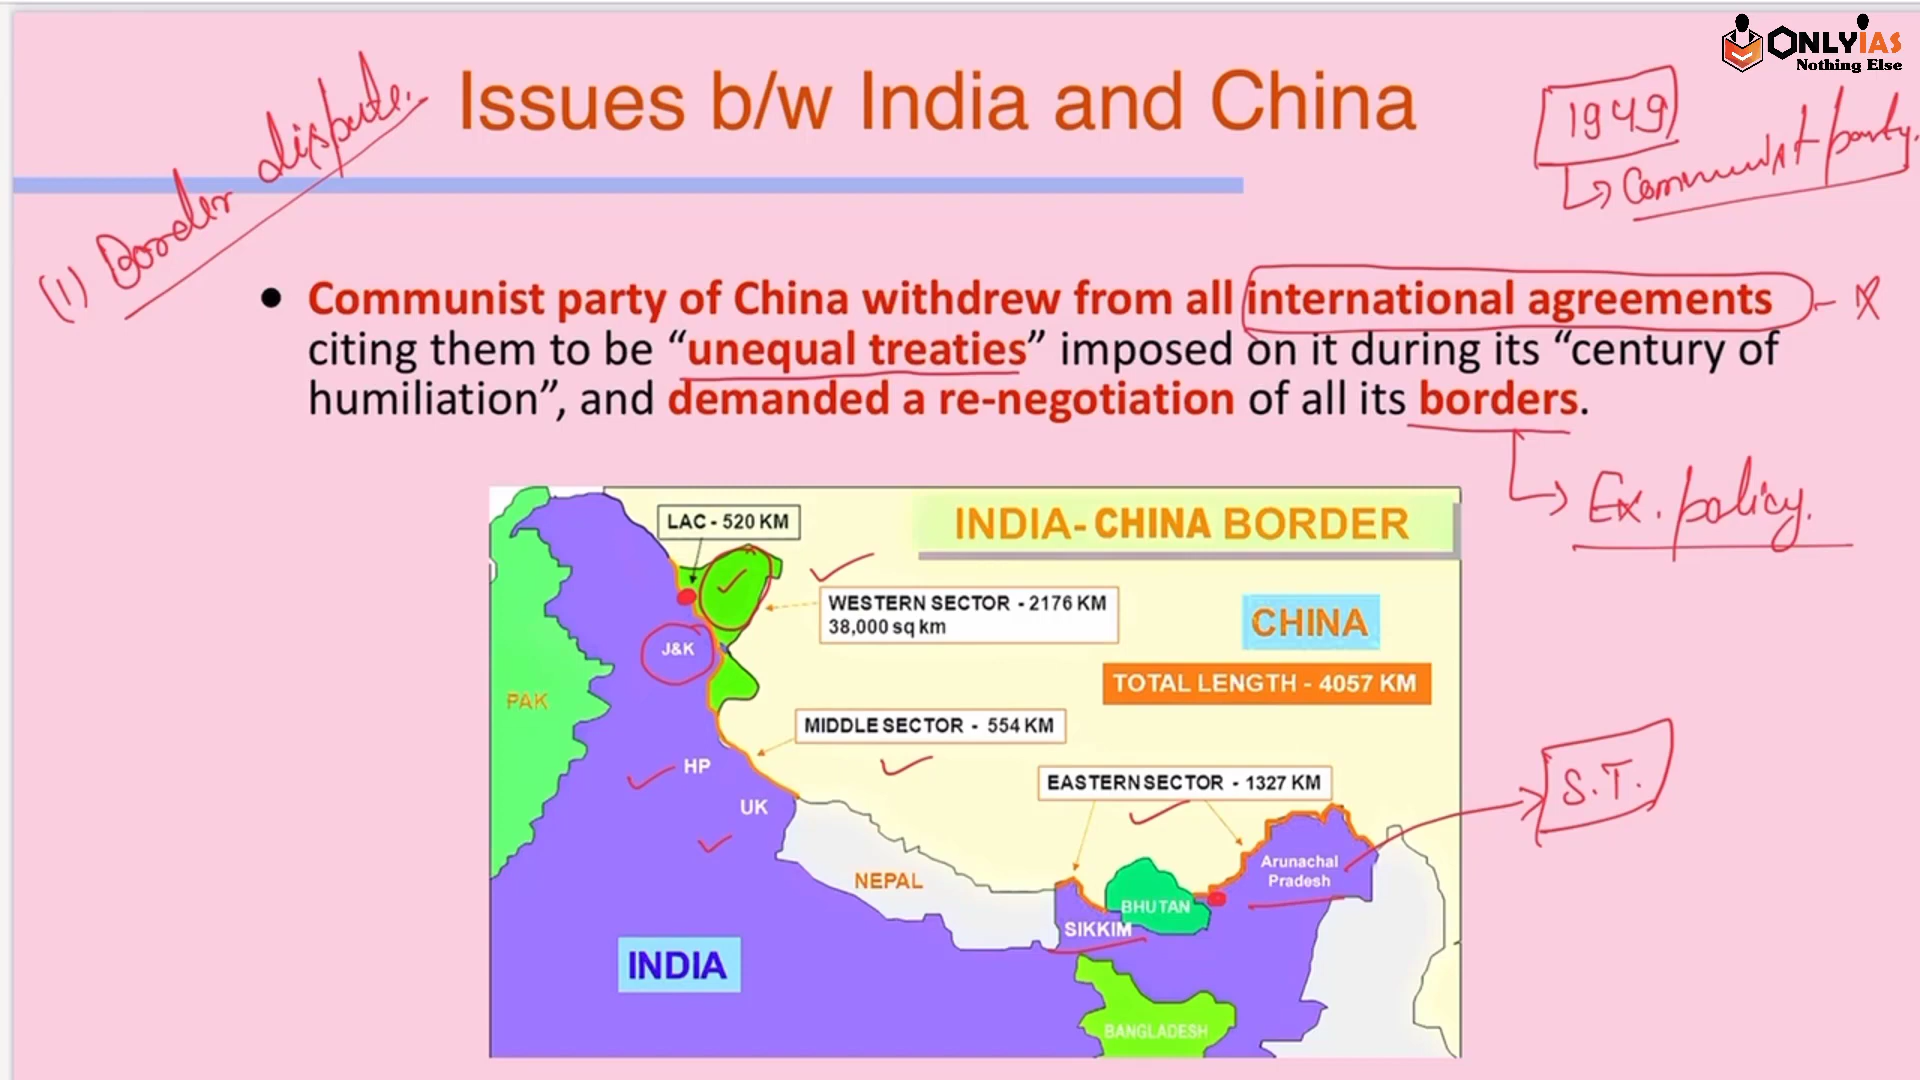 ONLYIAS
Nothing Else
Issues b/w India and China
1949
Communist party.
(1) Border dispute.
• Communist party of China withdrew from all international agreements
citing them to be “unequal treaties” imposed on it during its “century of
humiliation”, and demanded a re-negotiation of all its borders.
Ex. policy.
LAC - 520 KM
INDIA- CHINA BORDER
WESTERN SECTOR - 2176 KM
38,000 sq km
CHINA
J&K
TOTAL LENGTH - 4057 KM
PAK
MIDDLE SECTOR - 554 KM
HP
EASTERN SECTOR - 1327 KM
S.T.
UK
Arunachal
Pradesh
NEPAL
BHUTAN
SIKKIM
INDIA
BANGLADESH